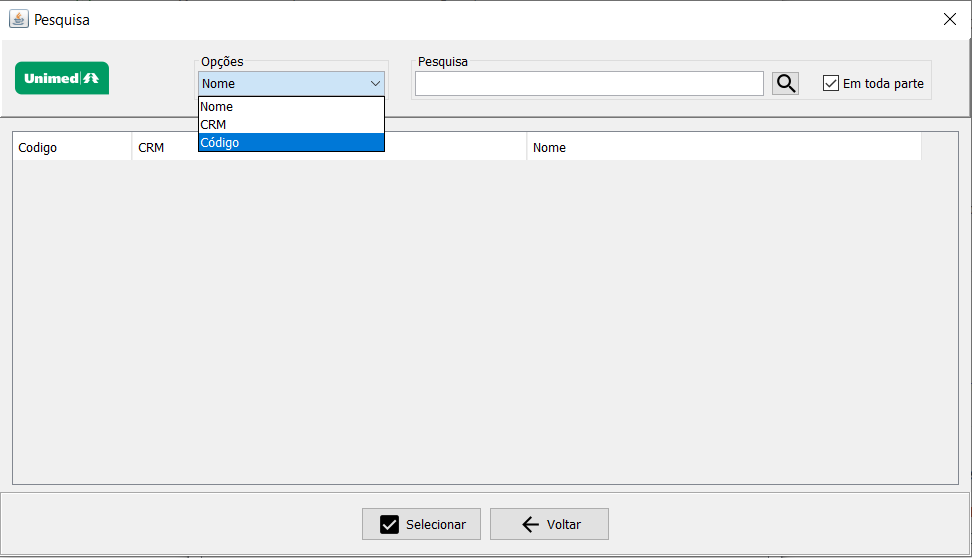 Pesquisa
Opções
Pesquisa
Unimed
Nome
Em toda parte
Nome
CRM
Código
Codigo
CRM
Nome
Selecionar
Voltar